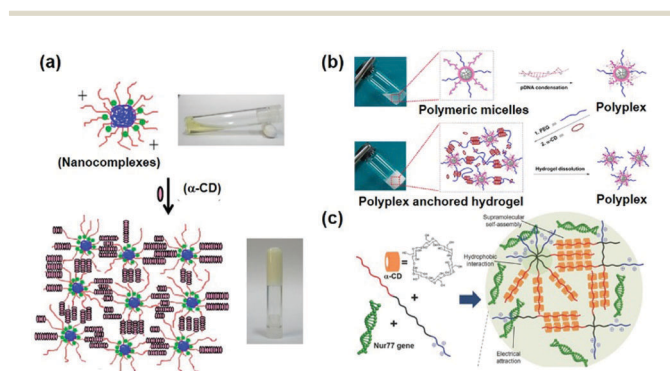 (a)
+
+
(Nanocomplexes)
(α-CD)
(b)
Polymeric micelles
pDNA condensation
Polyplex
1. PEG =
2. α-CD =
Polyplex anchored hydrogel
Hydrogel dissolution
Polyplex
(c)
α-CD
=
+
+
Nur77 gene
Supramolecular
self-assembly
Hydrophobic
interaction
Electrical
attraction